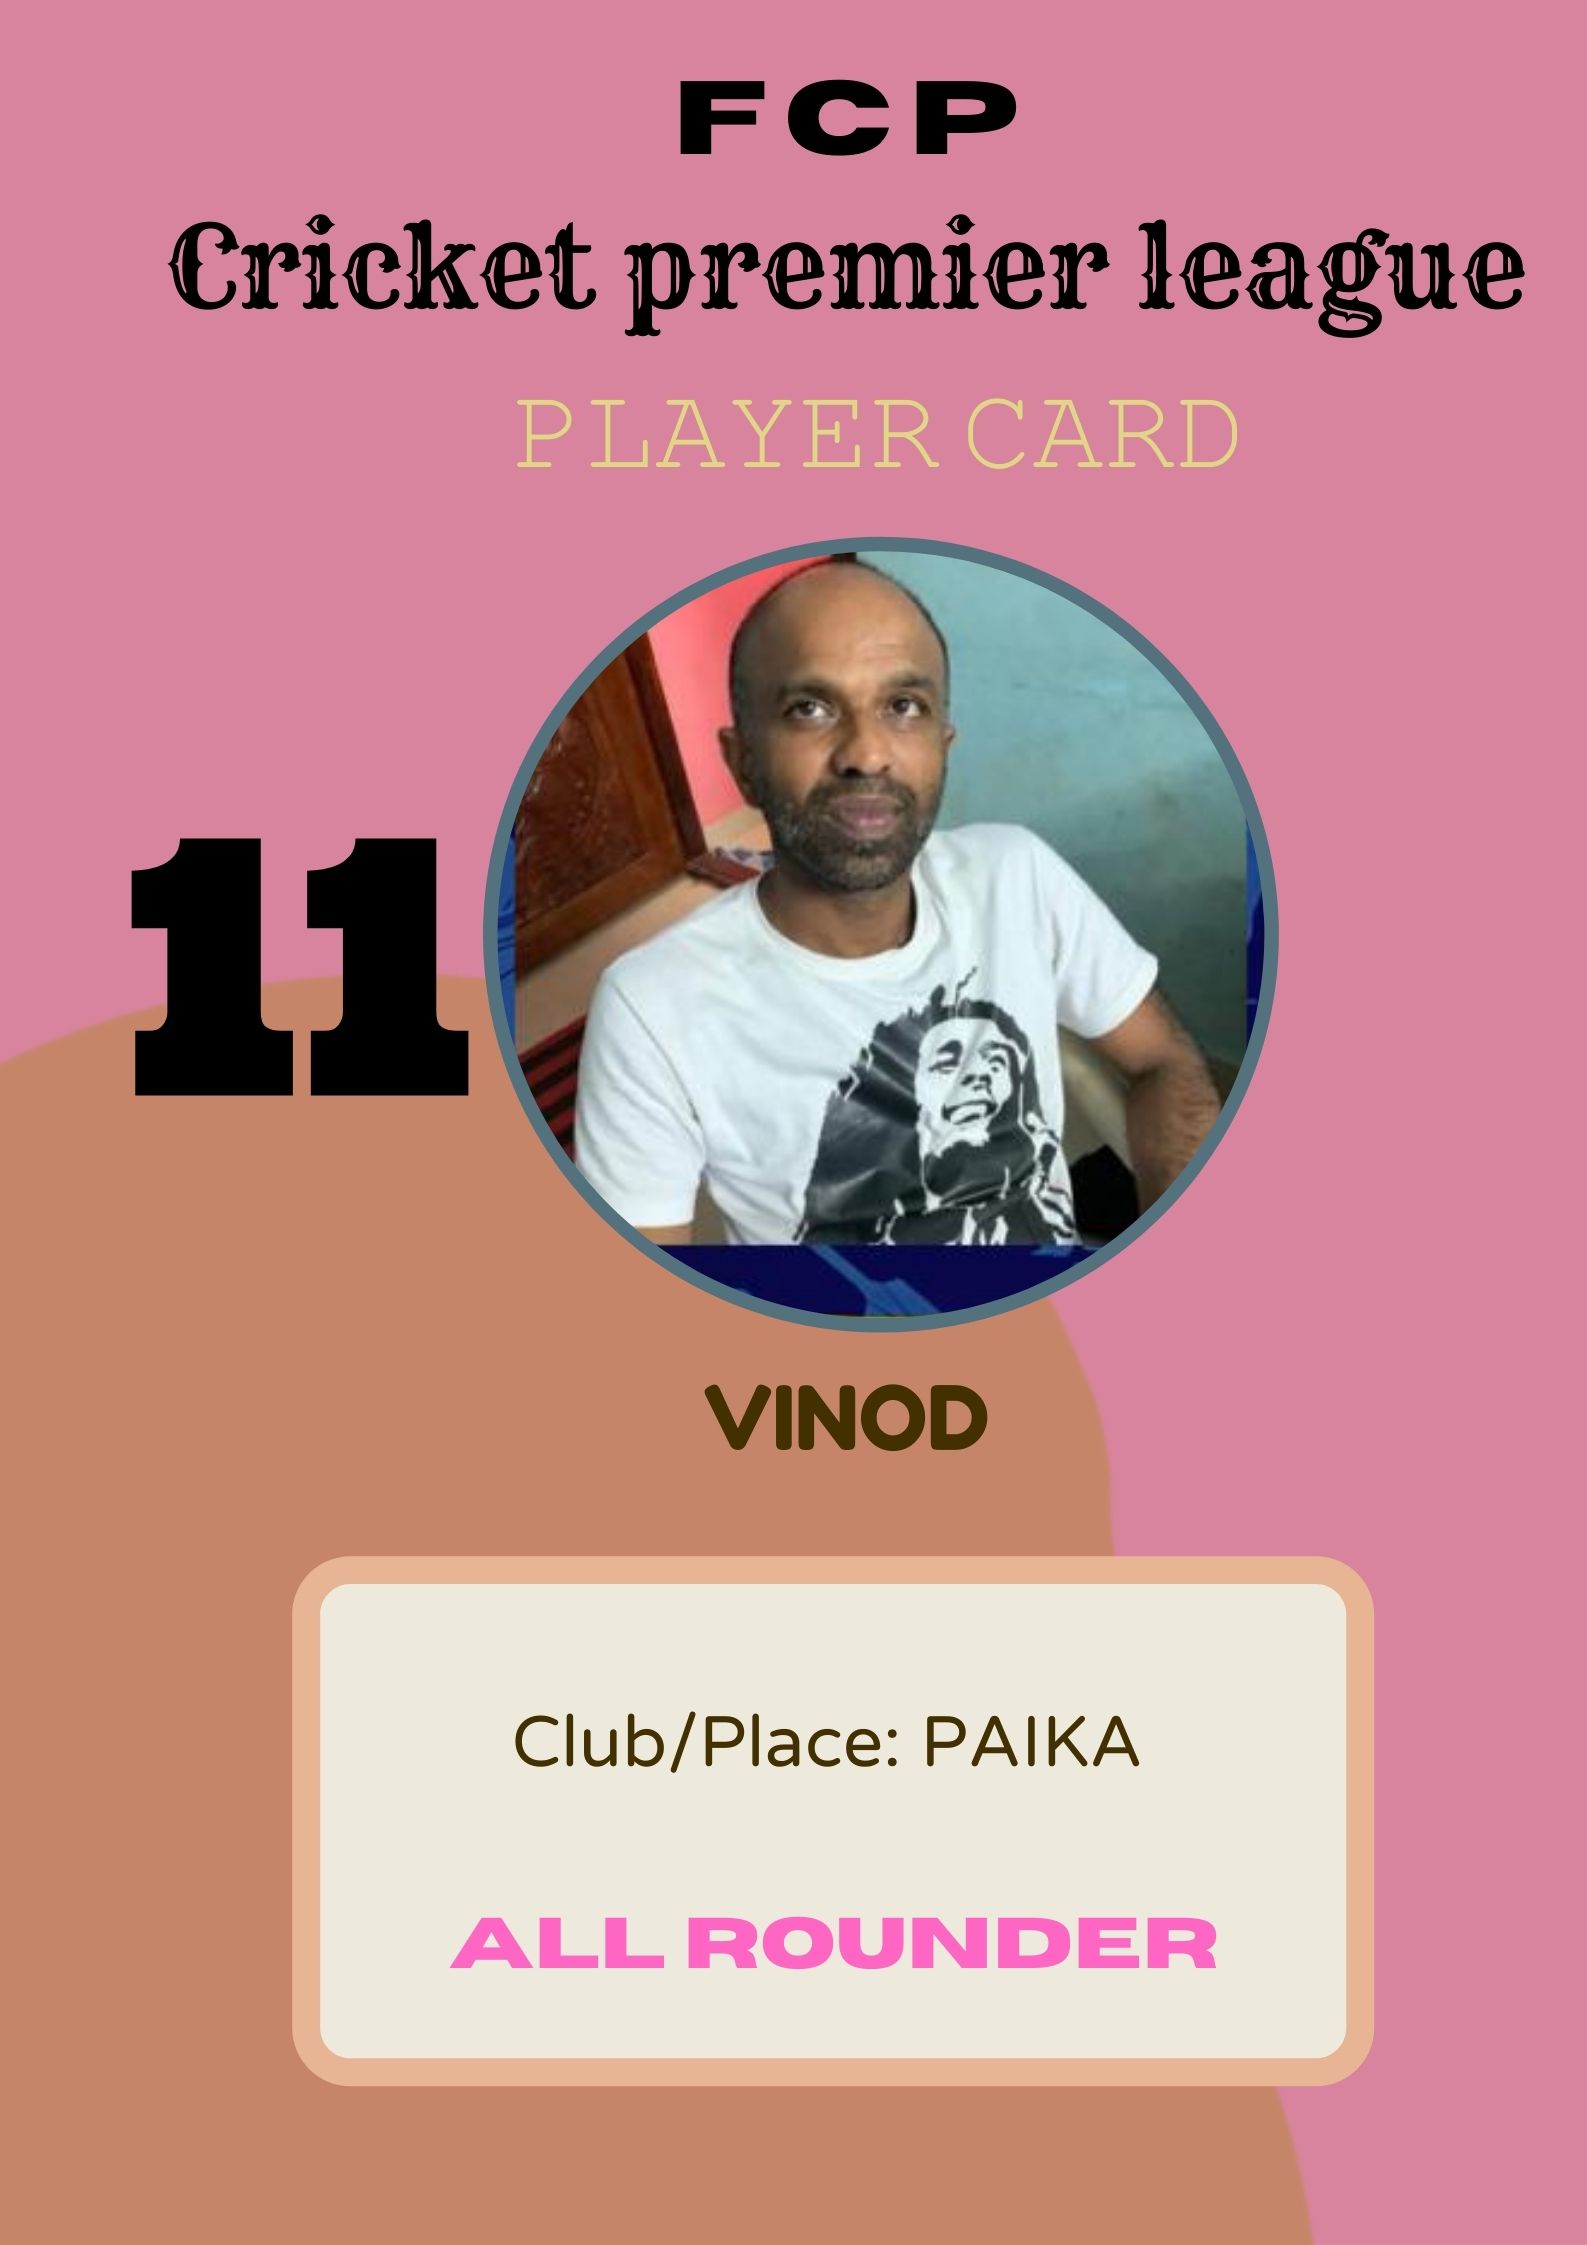 FCP
Cricket premier league
PLAYER CARD
11
VINOD
Club/Place: PAIKA
ALL ROUNDER